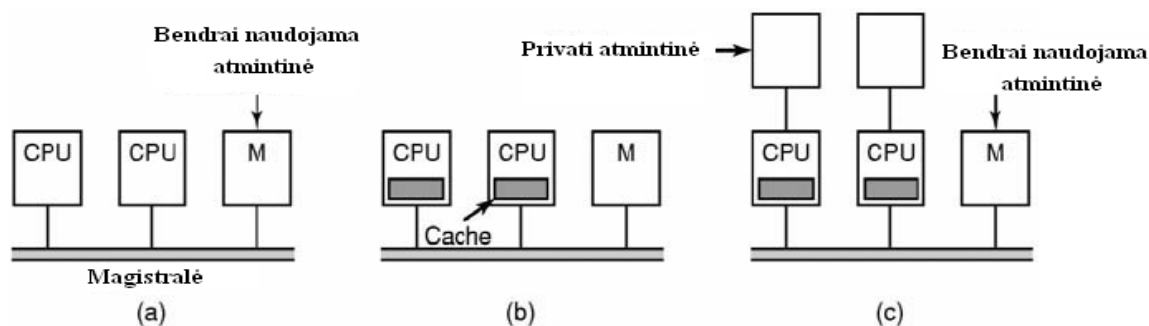 Bendrai naudojama
atmintinė
CPU
CPU
M
Magistralė
(a)
CPU
CPU
M
Cache
(b)
Privati atmintinė
Bendrai naudojama
atmintinė
CPU
CPU
M
(c)